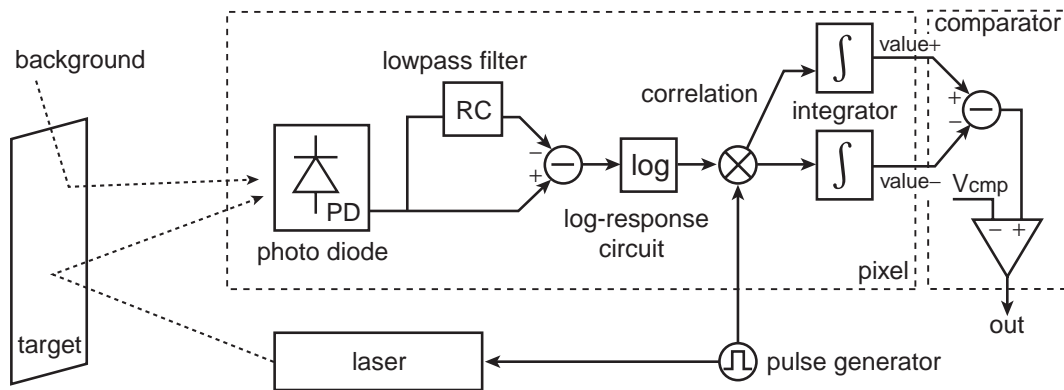 background
target
lowpass filter
RC
PD
photo diode
− +
log
log-response
circuit
correlation
∫
integrator
∫
value+
value−
pixel
comparator
+ −
Vcmp
− +
out
laser
pulse generator